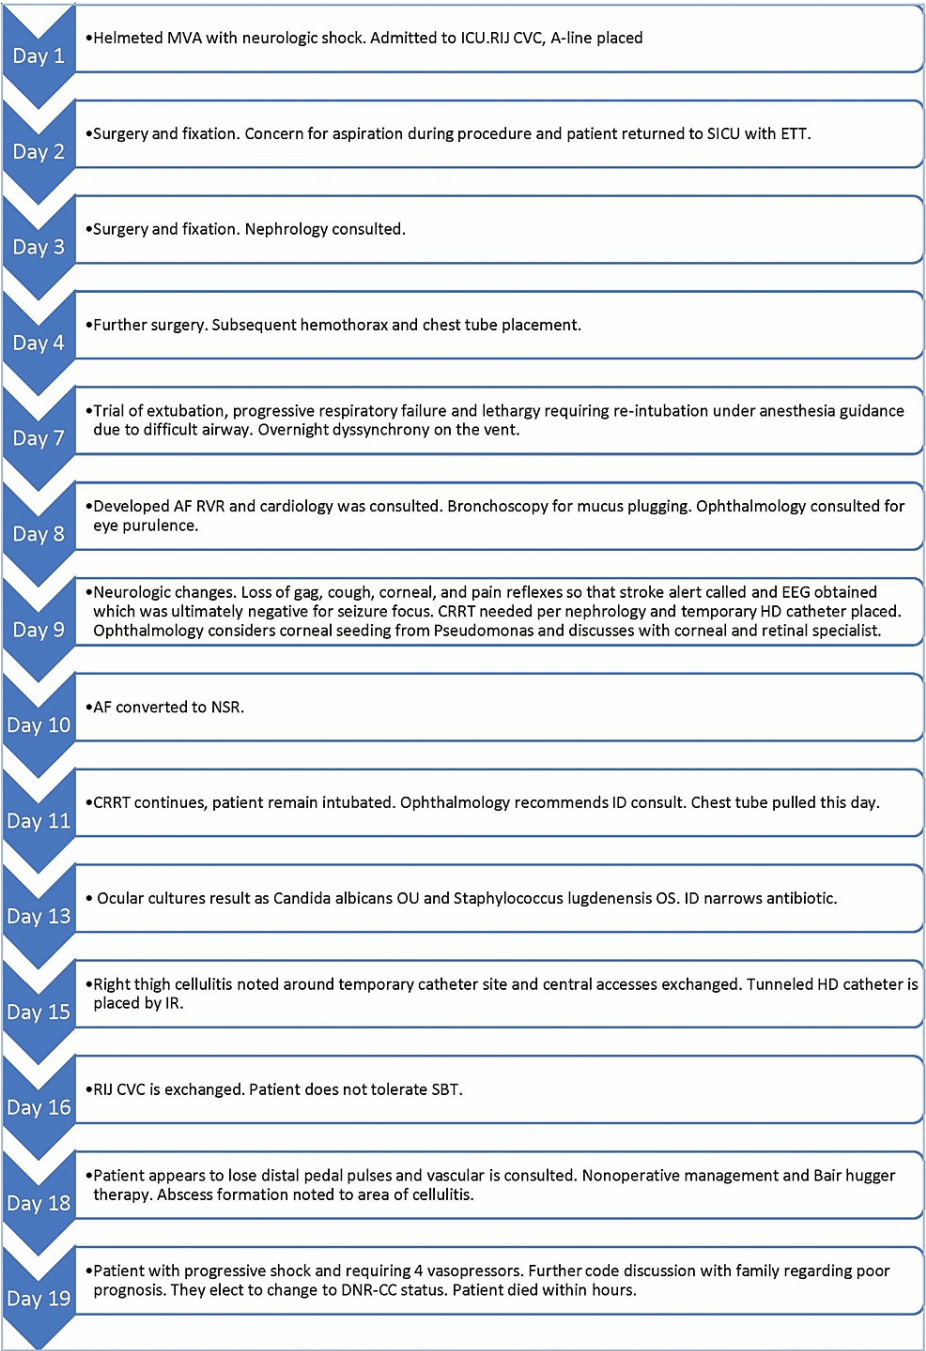 Day 1
•Helmeted MVA with neurologic shock. Admitted to ICU.RIJ CVC, A-line placed
Day 2
•Surgery and fixation. Concern for aspiration during procedure and patient returned to SICU with ETT.
Day 3
•Surgery and fixation. Nephrology consulted.
Day 4
•Further surgery. Subsequent hemothorax and chest tube placement.
Day 7
•Trial of extubation, progressive respiratory failure and lethargy requiring re-intubation under anesthesia guidance
due to difficult airway. Overnight dyssynchrony on the vent.
Day 8
•Developed AF RVR and cardiology was consulted. Bronchoscopy for mucus plugging. Ophthalmology consulted for
eye purulence.
Day 9
•Neurologic changes. Loss of gag, cough, corneal, and pain reflexes so that stroke alert called and EEG obtained
which was ultimately negative for seizure focus. CRRT needed per nephrology and temporary HD catheter placed.
Ophthalmology considers corneal seeding from Pseudomonas and discusses with corneal and retinal specialist.
Day 10
•AF converted to NSR.
Day 11
•CRRT continues, patient remain intubated. Ophthalmology recommends ID consult. Chest tube pulled this day.
Day 13
• Ocular cultures result as Candida albicans OU and Staphylococcus lugdenensis OS. ID narrows antibiotic.
Day 15
•Right thigh cellulitis noted around temporary catheter site and central accesses exchanged. Tunneled HD catheter is
placed by IR.
Day 16
•RIJ CVC is exchanged. Patient does not tolerate SBT.
Day 18
•Patient appears to lose distal pedal pulses and vascular is consulted. Nonoperative management and Bair hugger
therapy. Abscess formation noted to area of cellulitis.
Day 19
•Patient with progressive shock and requiring 4 vasopressors. Further code discussion with family regarding poor
prognosis. They elect to change to DNR-CC status. Patient died within hours.